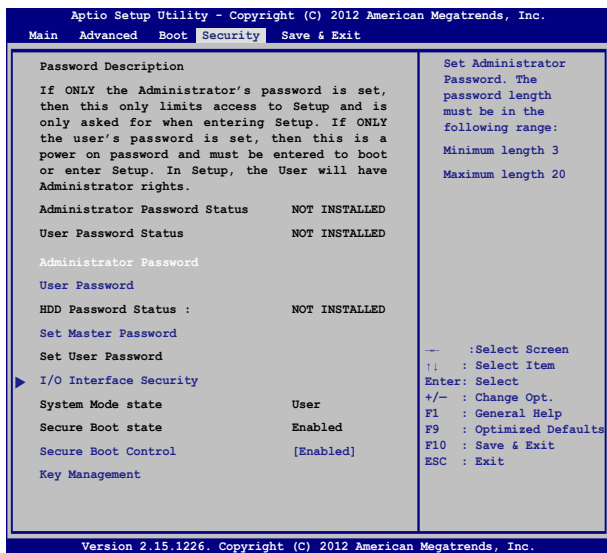 Aptio Setup Utility - Copyright (C) 2012 American Megatrends, Inc.
Main Advanced Boot Security Save & Exit
Password Description
If ONLY the Administrator's password is set,
then this only limits access to Setup and is
only asked for when entering Setup. If ONLY
the user's password is set, then this is a
power on password and must be entered to boot
or enter Setup. In Setup, the User will have
Administrator rights.
Administrator Password Status NOT INSTALLED
User Password Status NOT INSTALLED
Administrator Password
User Password
HDD Password Status : NOT INSTALLED
Set Master Password
Set User Password
I/O Interface Security
System Mode state User
Secure Boot state Enabled
Secure Boot Control [Enabled]
Key Management
Set Administrator
Password. The
password length
must be in the
following range:
Minimum length 3
Maximum length 20
→← :Select Screen
↑↓ : Select Item
Enter: Select
+/— : Change Opt.
F1 : General Help
F9 : Optimized Defaults
F10 : Save & Exit
ESC : Exit
Version 2.15.1226. Copyright (C) 2012 American Megatrends, Inc.